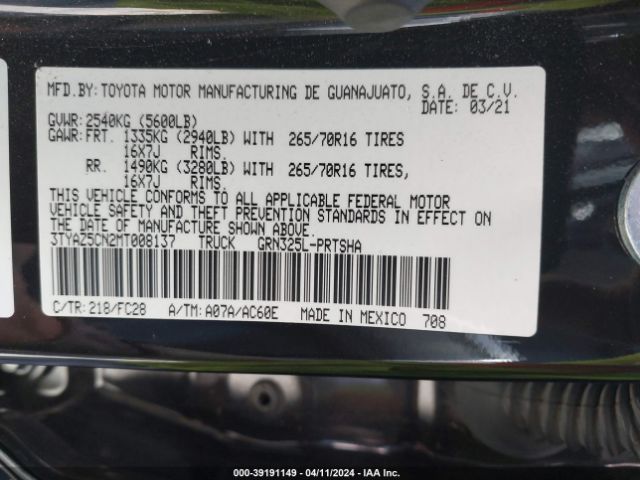 MFD.BY:TOYOTA MOTOR MANUFACTURING DE GUANAJUATO, S.A. DE C.V.
DATE: 03/21
GVWR:2540KG (5600LB)
GAWR:FRT. 1335KG (2940LB) WITH 265/70R16 TIRES
16X7J RIMS.
RR. 1490KG (3280LB) WITH 265/70R16 TIRES,
16X7J RIMS.
THIS VEHICLE CONFORMS TO ALL APPLICABLE FEDERAL MOTOR
VEHICLE SAFETY AND THEFT PREVENTION STANDARDS IN EFFECT ON
THE DATE OF MANUFACTURE SHOWN ABOVE.
3TYAZ5CN2MT008137 TRUCK GRN325L-PRTSHA
C/TR:218/FC28 A/TM:A07A/AC60E MADE IN MEXICO 708
000-39191149 - 04/11/2024 - IAA Inc.